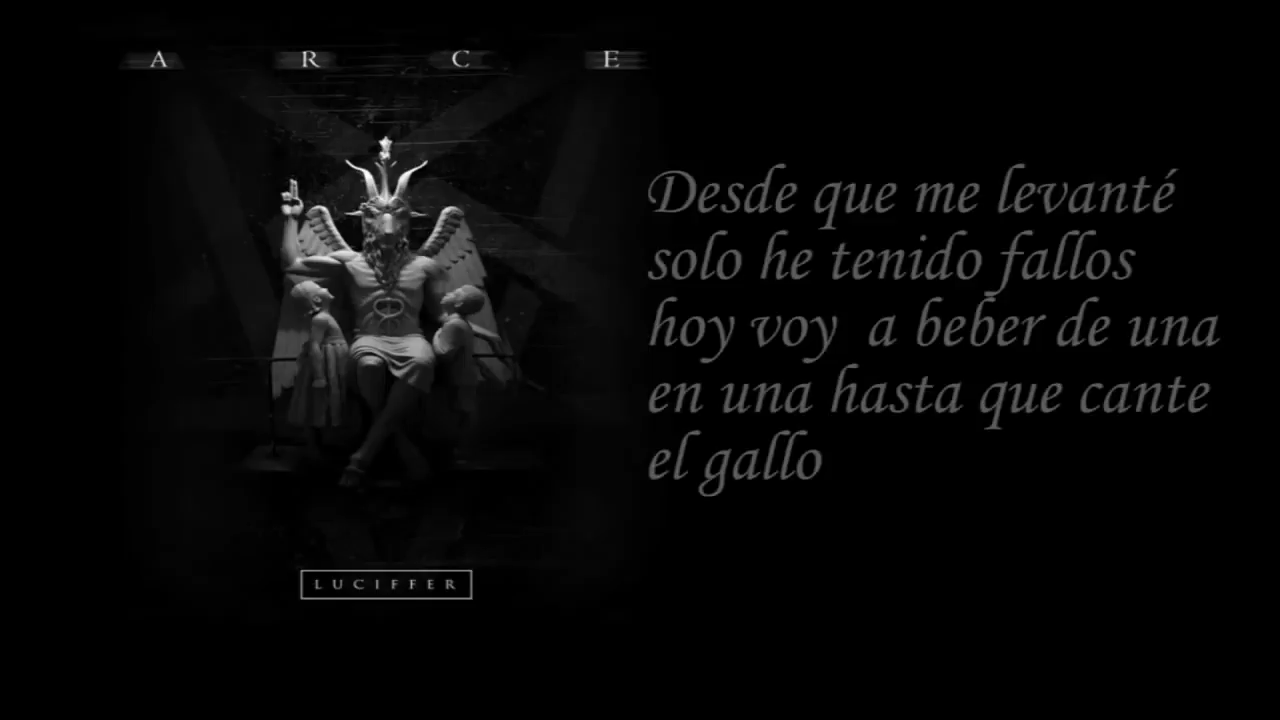 A R C E
Desde que me levanté
solo he tenido fallos
hoy voy  a beber de una
en una hasta que cante
el gallo
LUCIFFER